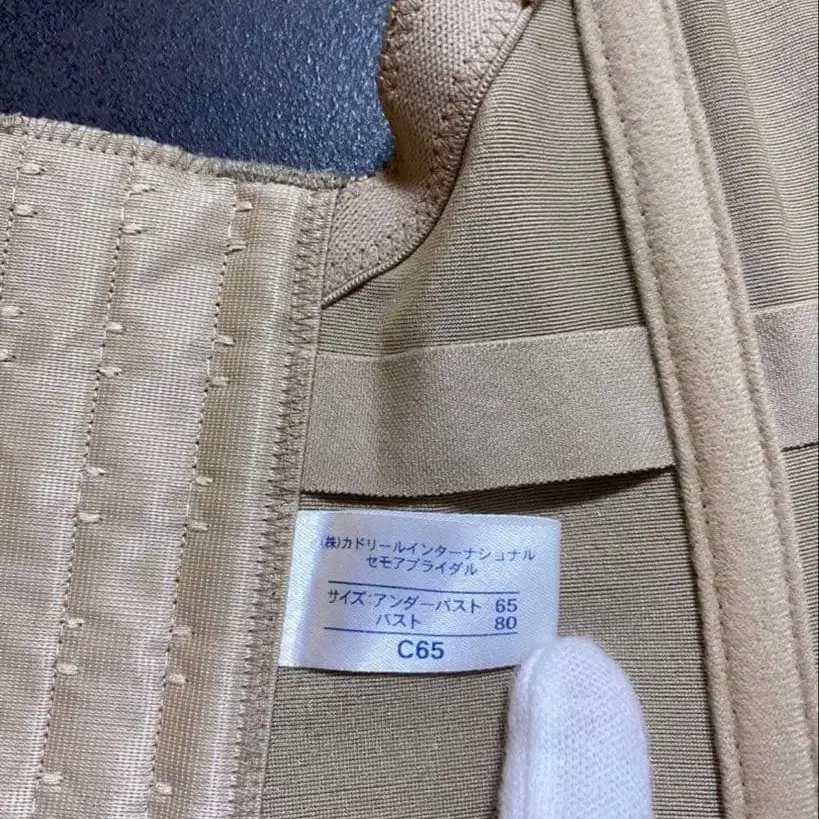 (株)カドリールインターナショナル
セモアブライダル
サイズ:アンダーバスト 65
バスト 80
C65